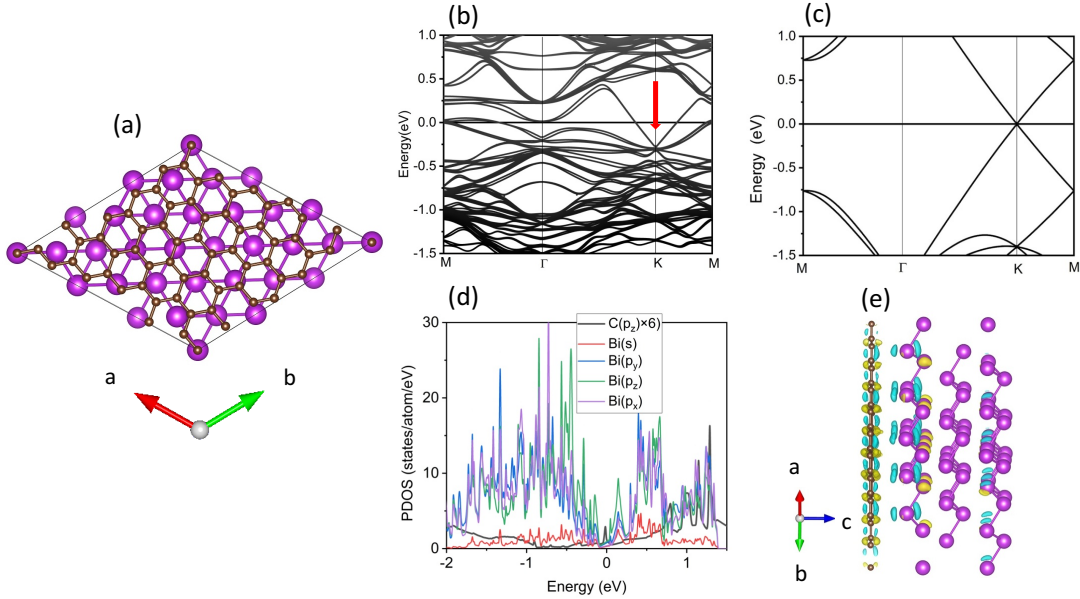 (a)
a
b
(b)
Energy(eV)
1.0
0.5
0.0
-0.5
-1.0
-1.5
M
Γ
K
M
(c)
Energy (eV)
1.0
0.5
0.0
-0.5
-1.0
-1.5
M
Γ
K
M
(d)
PDOS (states/atom/eV)
30
20
10
0
-2
-1
0
1
Energy (eV)
C(pz)×6)
Bi(s)
Bi(py)
Bi(pz)
Bi(px)
(e)
a
c
b